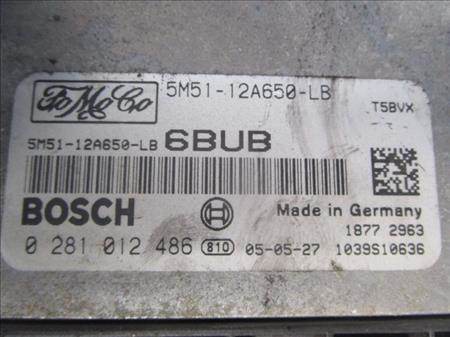 FoMoCo 5M51-12A650-LB
T5BVX
5M51-12A650-LB 6BUB
BOSCH
Made in Germany
18772 2963
0 281 012 486 810 05-05-27 1039S10636